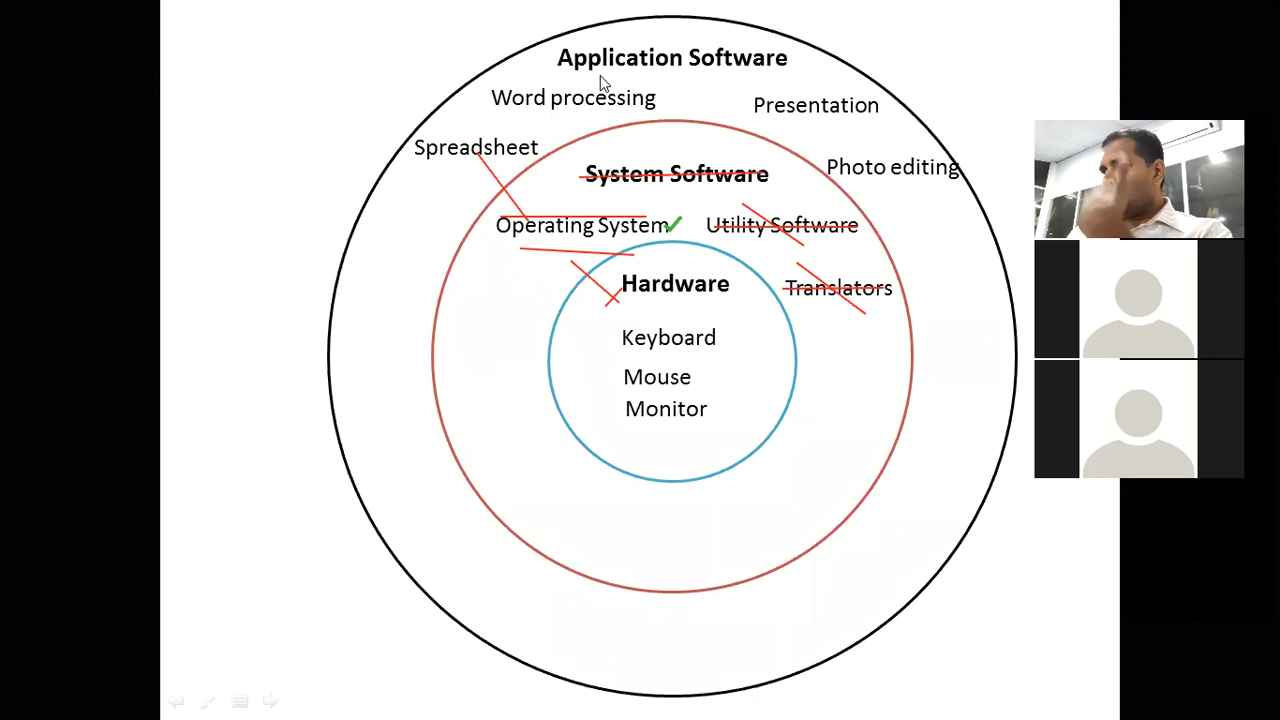 Application Software
Word processing
Presentation
Spreadsheet
Photo editing
System Software
Operating System
Utility Software
Hardware
Translators
Keyboard
Mouse
Monitor